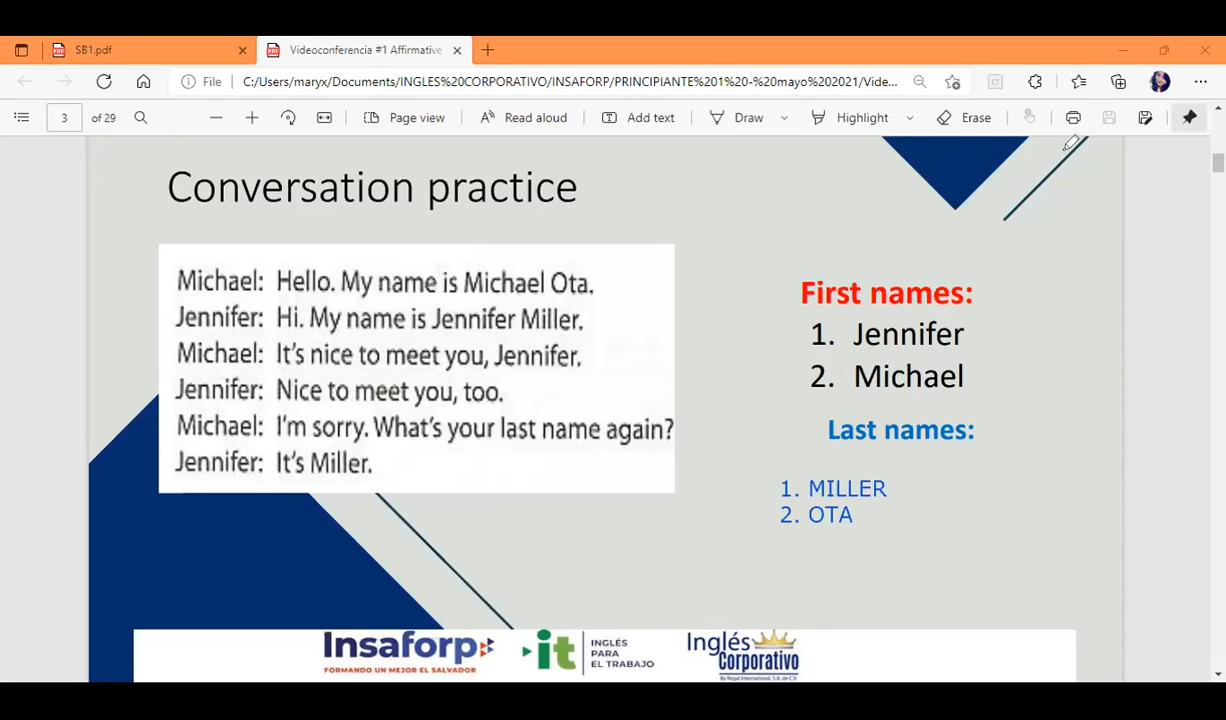 SB1.pdf
Videoconferencia #1 Affirmative
File
C:/Users/maryx/Documents/INGLES%20CORPORATIVO/INSAFORP/PRINCIPIANTE%201%20-%20mayo%202021/Vide...
3 of 29
Page view
Read aloud
Add text
Draw
Highlight
Erase
Conversation practice
Michael: Hello. My name is Michael Ota.
Jennifer: Hi. My name is Jennifer Miller.
Michael: It's nice to meet you, Jennifer.
Jennifer: Nice to meet you, too.
Michael: I'm sorry. What's your last name again?
Jennifer: It's Miller.
First names:
1. Jennifer
2. Michael
Last names:
1. MILLER
2. OTA
Insaforp
FORMANDO UN MEJOR EL SALVADOR
it
INGLÉS
PARA
EL TRABAJO
Inglés
Corporativo
By Regal International, S.A. de C.V.